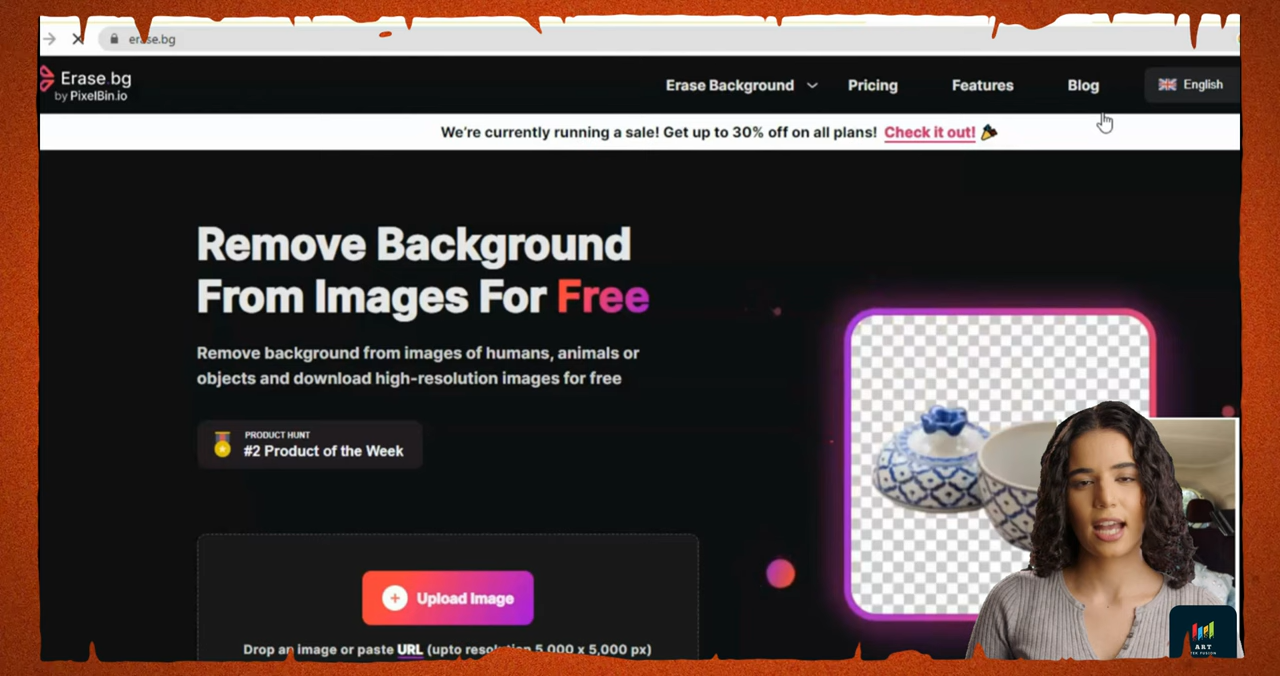 erase.bg
Erase.bg
by PixelBin.io
Erase Background
Pricing
Features
Blog
English
We're currently running a sale! Get up to 30% off on all plans! Check it out!
Remove Background
From Images For Free
Remove background from images of humans, animals or
objects and download high-resolution images for free
PRODUCT HUNT
#2 Product of the Week
Upload Image
Drop an image or paste URL (upto resolution 5,000 x 5,000 px)
ART